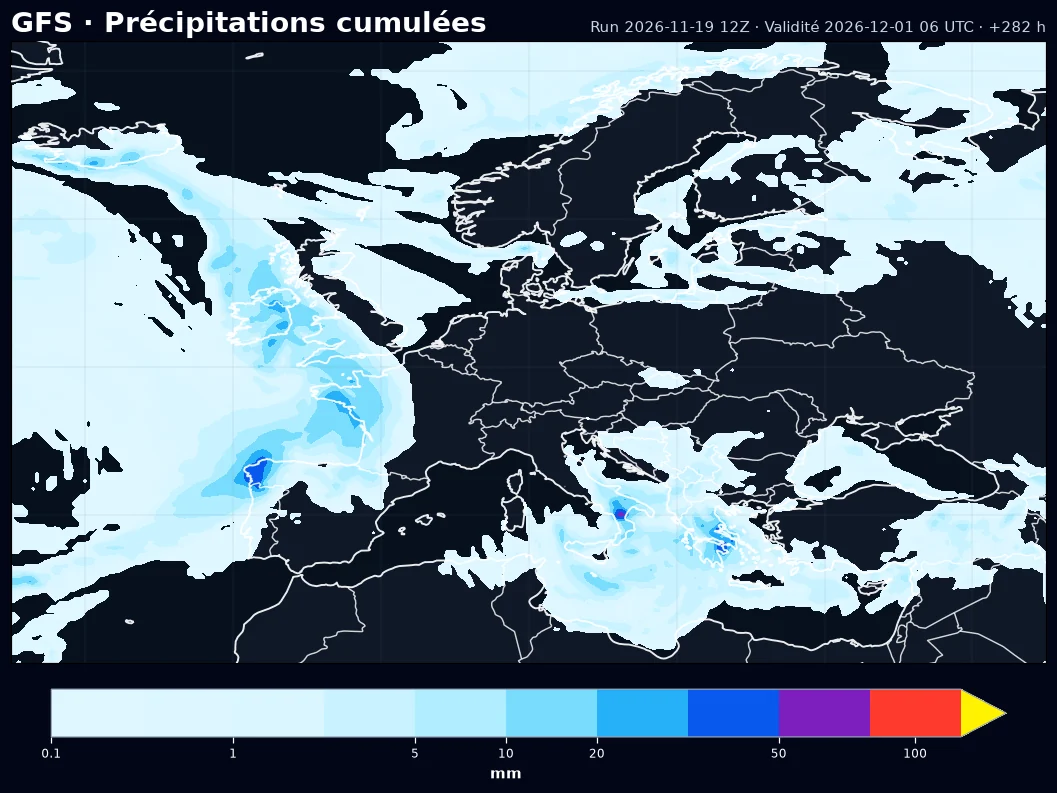 GFS · Précipitations cumulées
Run 2026-11-19 12Z · Validité 2026-12-01 06 UTC · +282 h
0.1 1 5 10 20 50 100
mm